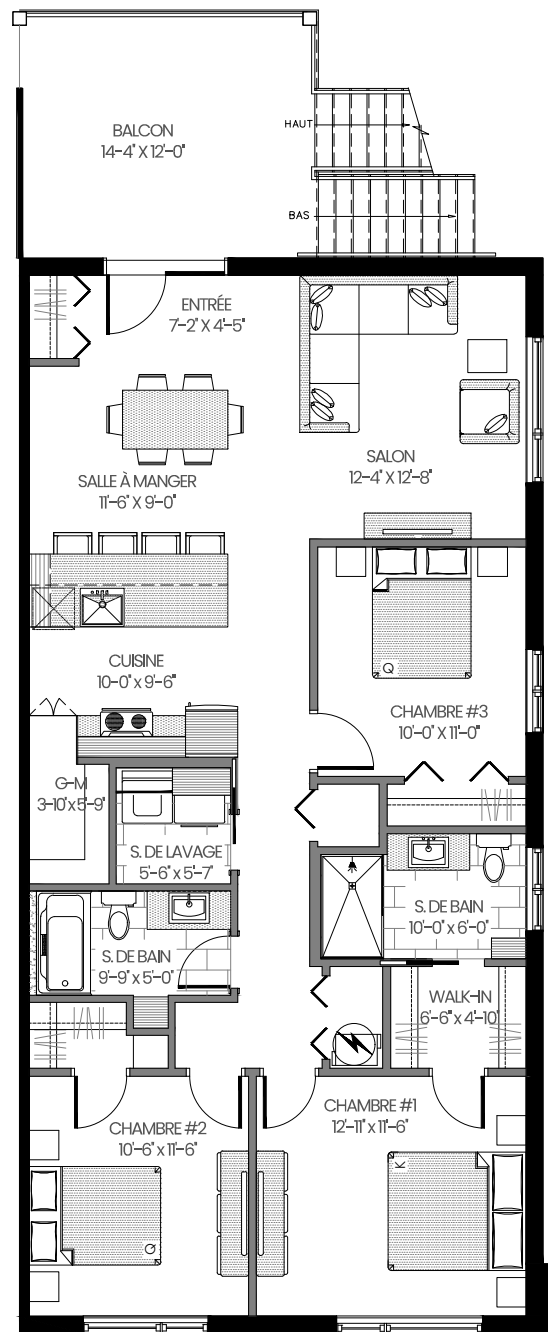 BALCON
14'-4" X 12'-0"
HAUT
BAS
ENTRÉE
7'-2" X 4'-5"
SALON
12'-4" X 12'-8"
SALLE À MANGER
11'-6" X 9'-0"
CUISINE
10'-0" X 9'-6"
Q
CHAMBRE #3
10'-0" X 11'-0"
G-M
3'-10" x 5'-9"
S. DE LAVAGE
5'-6" x 5'-7"
S. DE BAIN
10'-0" x 6'-0"
S. DE BAIN
9'-9" x 5'-0"
WALK-IN
6'-6" x 4'-10"
CHAMBRE #2
10'-6" x 11'-6"
CHAMBRE #1
12'-11" x 11'-6"
K
Q